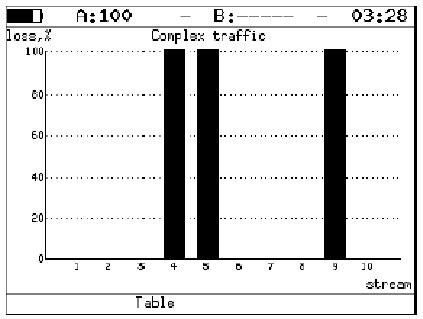 A:100 – B:----- – 03:28
loss,% Complex traffic
100
80
60
40
20
0
1 2 3 4 5 6 7 8 9 10
stream
Table